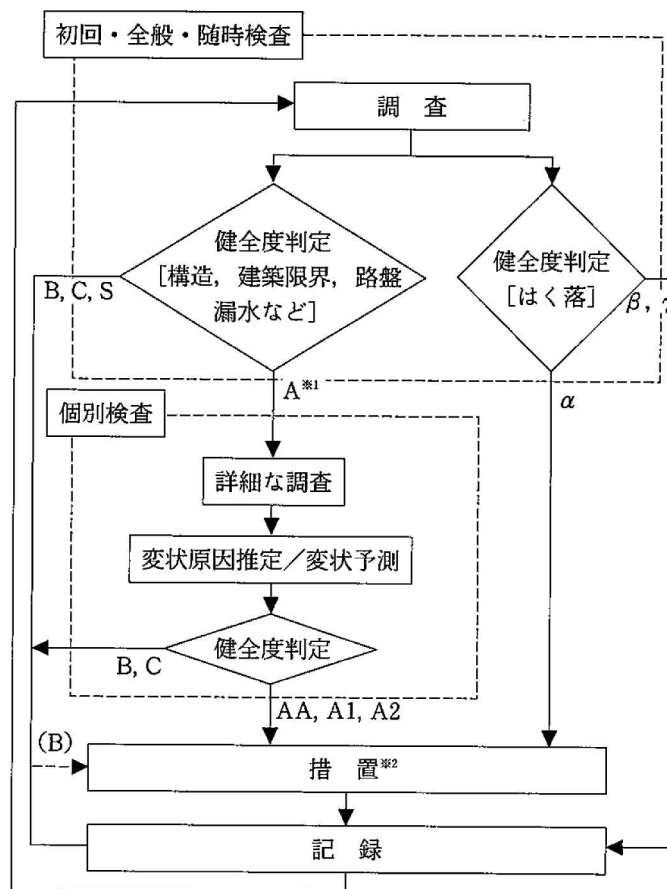 初回・全般・随時検査
調 査
健全度判定
[構造，建築限界，路盤
漏水など]
健全度判定
[はく落]
B, C, S
β,
A※1
α
個別検査
詳細な調査
変状原因推定／変状予測
健全度判定
B, C
AA, A1, A2
(B)
措 置※2
記 録